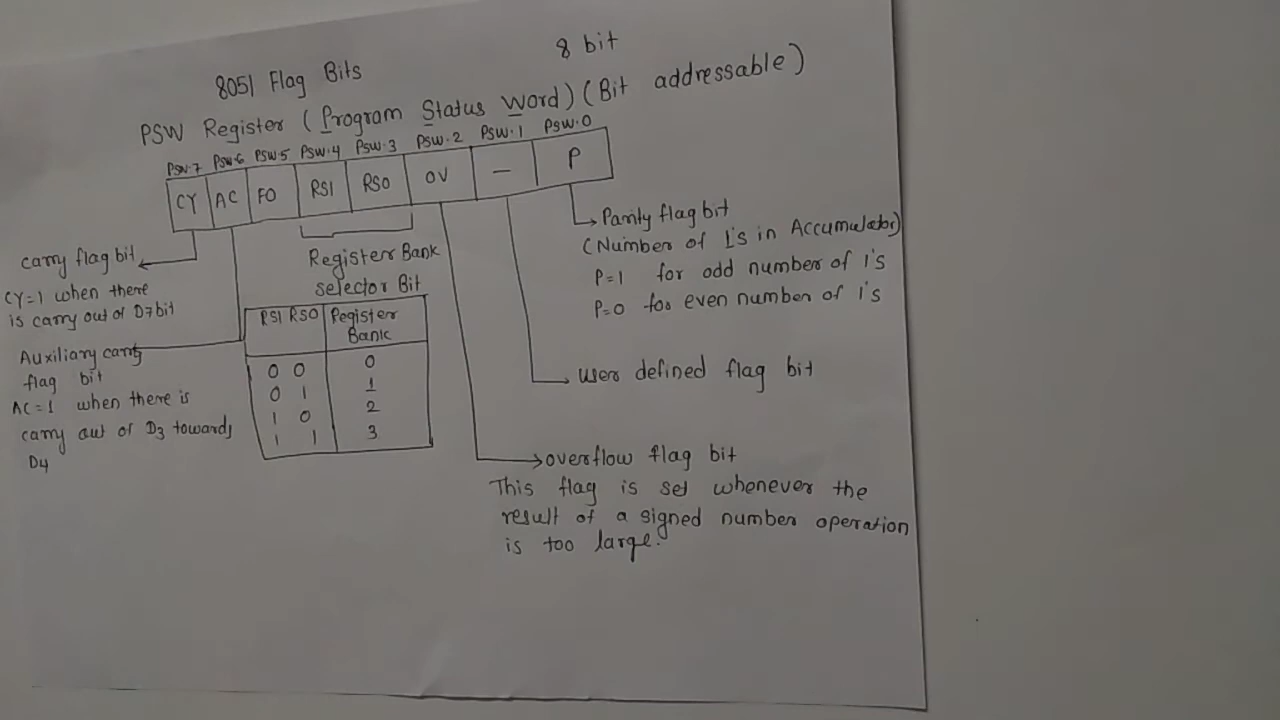 8051 Flag Bits
8 bit
PSW Register (Program Status Word) (Bit addressable)
PSW.7 PSW.6 PSW.5 PSW.4 PSW.3 PSW.2 PSW.1 PSW.0
CY AC FO RS1 RS0 OV — P
carry flag bit
CY=1 when there
is carry out of D7 bit
Auxiliary carry
flag bit
AC=1 when there is
carry out of D3 towards
D4
Register Bank
selector Bit
RS1 RS0 Register
Bank
0 0 0
0 1 1
1 0 2
1 1 3
Parity flag bit
(Number of 1's in Accumulator)
P=1 for odd number of 1's
P=0 for even number of 1's
user defined flag bit
overflow flag bit
This flag is set whenever the
result of a signed number operation
is too large.